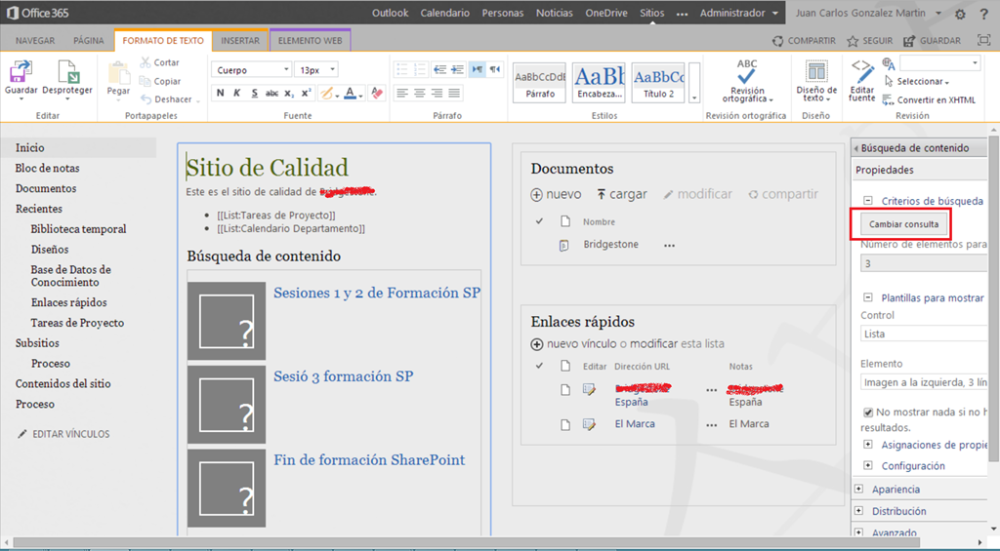 Office 365
Outlook Calendario Personas Noticias OneDrive Sitios ••• Administrador Juan Carlos Gonzalez Martin ?
NAVEGAR PÁGINA FORMATO DE TEXTO INSERTAR ELEMENTO WEB COMPARTIR SEGUIR GUARDAR
Guardar Desproteger
Pegar
Cortar
Copiar
Deshacer
Cuerpo 13px
N K S abc x₂ x²
AaBbCcDdE
Párrafo
AaBb
Encabeza...
AaBbCc
Título 2
ABC
Revisión
ortográfica
Diseño de
texto
Editar
fuente
Seleccionar
Convertir en XHTML
Editar Portapapeles Fuente Párrafo Estilos Revisión ortográfica Diseño Revisión
Inicio
Bloc de notas
Documentos
Recientes
Biblioteca temporal
Diseños
Base de Datos de
Conocimiento
Enlaces rápidos
Tareas de Proyecto
Subsitios
Proceso
Contenidos del sitio
Proceso
EDITAR VÍNCULOS
Sitio de Calidad
Este es el sitio de calidad de
[[List:Tareas de Proyecto]]
[[List:Calendario Departamento]]
Búsqueda de contenido
Sesiones 1 y 2 de Formación SP
Sesió 3 formación SP
Fin de formación SharePoint
Documentos
nuevo cargar modificar compartir
Nombre
Bridgestone •••
Enlaces rápidos
nuevo vínculo o modificar esta lista
Editar Dirección URL Notas
España España
El Marca ••• El Marca
Búsqueda de contenido
Propiedades
Criterios de búsqueda
Cambiar consulta
Número de elementos para
3
Plantillas para mostrar
Control
Lista
Elemento
Imagen a la izquierda, 3 lín
No mostrar nada si no h
resultados.
Asignaciones de propie
Configuración
Apariencia
Distribución
Avanzado